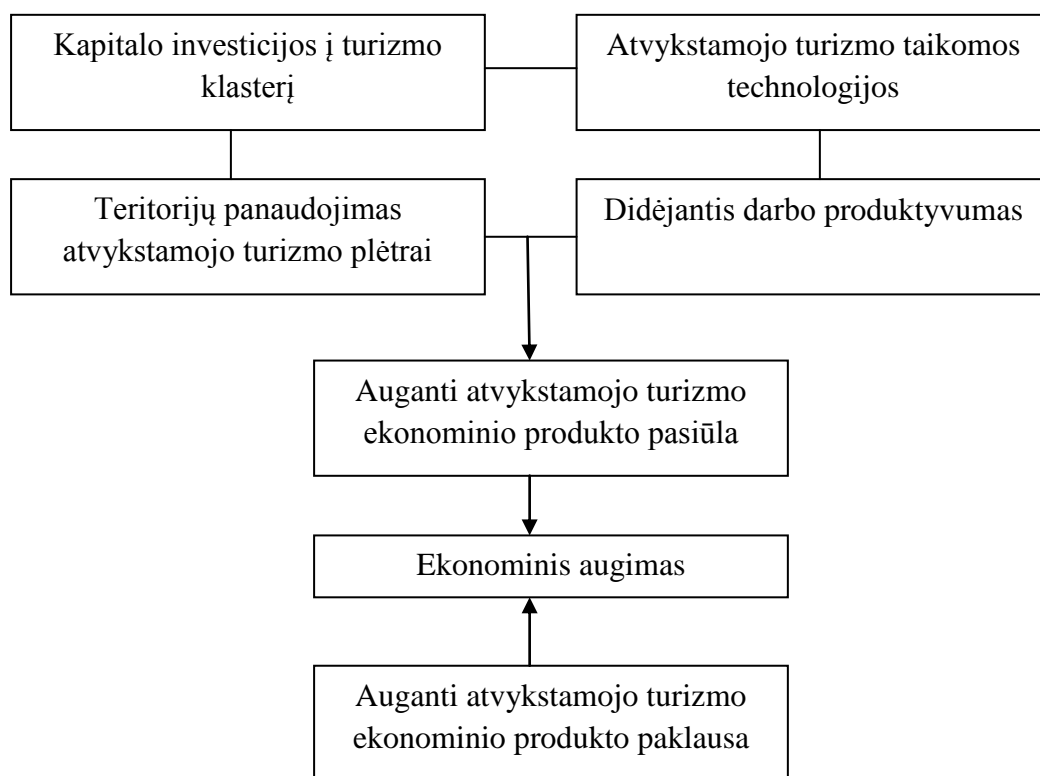 Kapitalo investicijos į turizmo
klasterį
Atvykstamojo turizmo taikomos
technologijos
Teritorijų panaudojimas
atvykstamojo turizmo plėtrai
Didėjantis darbo produktyvumas
Auganti atvykstamojo turizmo
ekonominio produkto pasiūla
Ekonominis augimas
Auganti atvykstamojo turizmo
ekonominio produkto paklausa